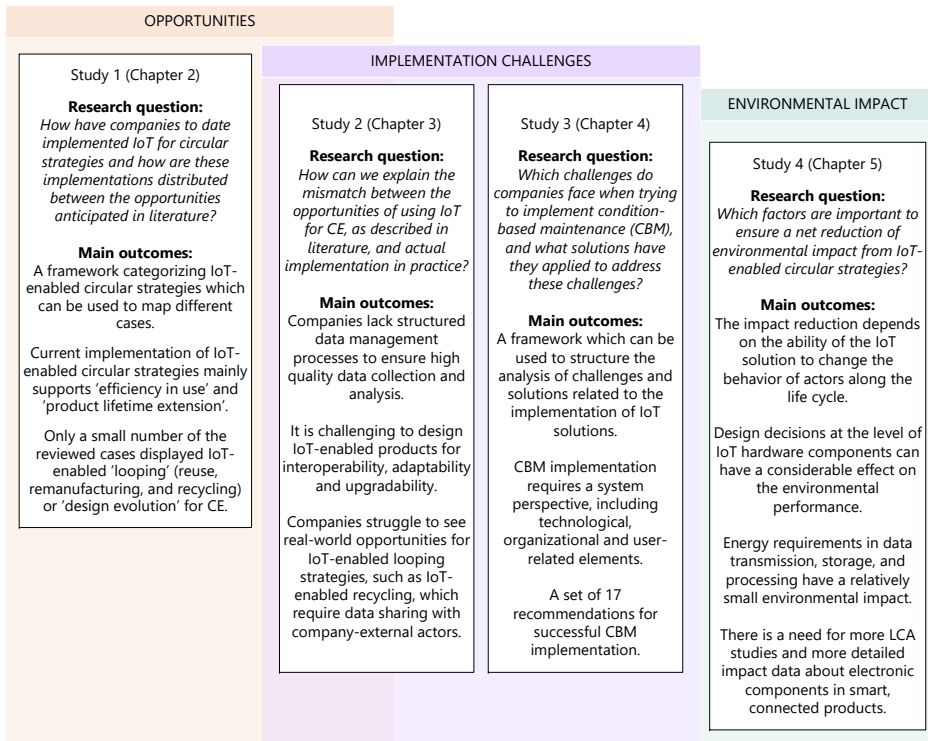 OPPORTUNITIES
Study 1 (Chapter 2)
Research question:
How have companies to date
implemented IoT for circular
strategies and how are these
implementations distributed
between the opportunities
anticipated in literature?
Main outcomes:
A framework categorizing IoT-
enabled circular strategies which
can be used to map different
cases.
Current implementation of IoT-
enabled circular strategies mainly
supports ‘efficiency in use’ and
‘product lifetime extension’.
Only a small number of the
reviewed cases displayed IoT-
enabled ‘looping’ (reuse,
remanufacturing, and recycling)
or ‘design evolution’ for CE.
IMPLEMENTATION CHALLENGES
Study 2 (Chapter 3)
Research question:
How can we explain the
mismatch between the
opportunities of using IoT
for CE, as described in
literature, and actual
implementation in practice?
Main outcomes:
Companies lack structured
data management
processes to ensure high
quality data collection and
analysis.
It is challenging to design
IoT-enabled products for
interoperability, adaptability
and upgradability.
Companies struggle to see
real-world opportunities for
IoT-enabled looping
strategies, such as IoT-
enabled recycling, which
require data sharing with
company-external actors.
Study 3 (Chapter 4)
Research question:
Which challenges do
companies face when trying
to implement condition-
based maintenance (CBM),
and what solutions have
they applied to address
these challenges?
Main outcomes:
A framework which can be
used to structure the
analysis of challenges and
solutions related to the
implementation of IoT
solutions.
CBM implementation
requires a system
perspective, including
technological,
organizational and user-
related elements.
A set of 17
recommendations for
successful CBM
implementation.
ENVIRONMENTAL IMPACT
Study 4 (Chapter 5)
Research question:
Which factors are important to
ensure a net reduction of
environmental impact from IoT-
enabled circular strategies?
Main outcomes:
The impact reduction depends
on the ability of the IoT
solution to change the
behavior of actors along the
life cycle.
Design decisions at the level of
IoT hardware components can
have a considerable effect on
the environmental
performance.
Energy requirements in data
transmission, storage, and
processing have a relatively
small environmental impact.
There is a need for more LCA
studies and more detailed
impact data about electronic
components in smart,
connected products.